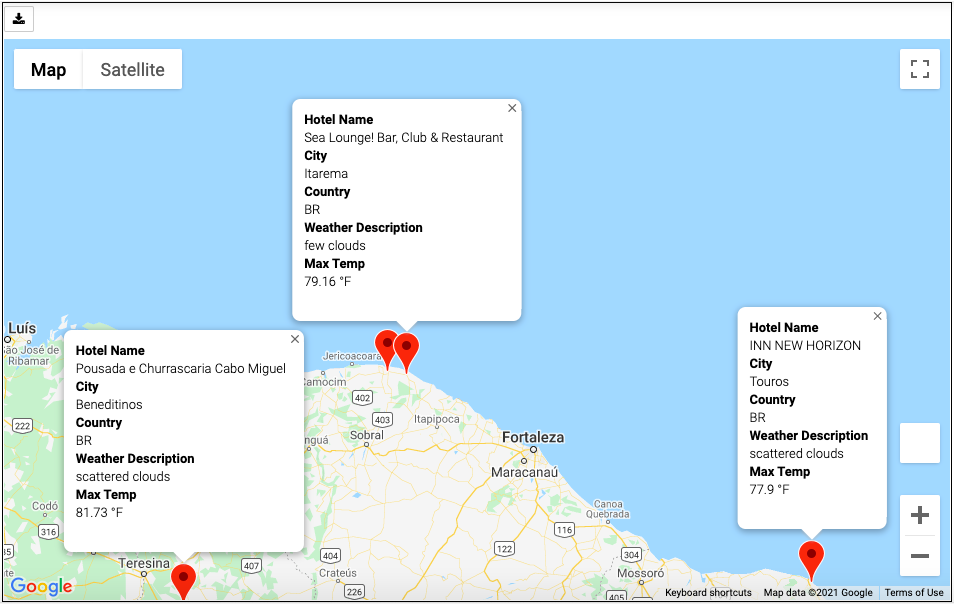 Map Satellite
Hotel Name
Sea Lounge! Bar, Club & Restaurant
City
Itarema
Country
BR
Weather Description
few clouds
Max Temp
79.16 °F
Hotel Name
Pousada e Churrascaria Cabo Miguel
City
Beneditinos
Country
BR
Weather Description
scattered clouds
Max Temp
81.73 °F
Hotel Name
INN NEW HORIZON
City
Touros
Country
BR
Weather Description
scattered clouds
Max Temp
77.9 °F
Luís
São José de
Ribamar
Jericoacoara
Camocim
402
403
222
Itapipoca
Sobral
Fortaleza
Maracanaú
Codó
316
Canoa
Quebrada
116
122
304
404
407
Teresina
Crateús
226
Mossoró
405
Google
Keyboard shortcuts Map data ©2021 Google Terms of Use